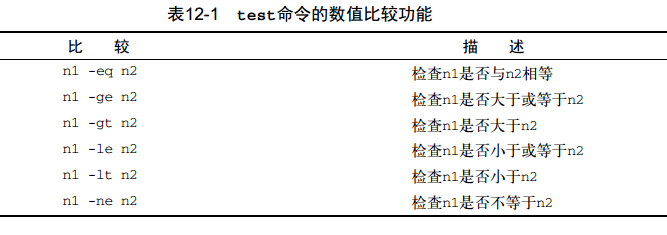 表12-1 test命令的数值比较功能
比 较 描 述
n1 -eq n2 检查n1是否与n2相等
n1 -ge n2 检查n1是否大于或等于n2
n1 -gt n2 检查n1是否大于n2
n1 -le n2 检查n1是否小于或等于n2
n1 -lt n2 检查n1是否小于n2
n1 -ne n2 检查n1是否不等于n2